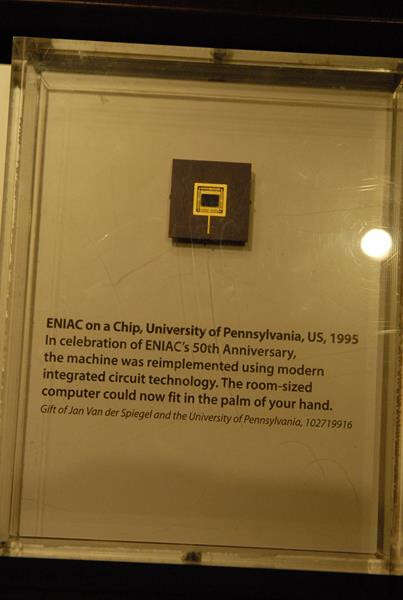 ENIAC on a Chip, University of Pennsylvania, US, 1995
In celebration of ENIAC's 50th Anniversary,
the machine was reimplemented using modern
integrated circuit technology. The room-sized
computer could now fit in the palm of your hand.
Gift of Jan Van der Spiegel and the University of Pennsylvania, 102719916